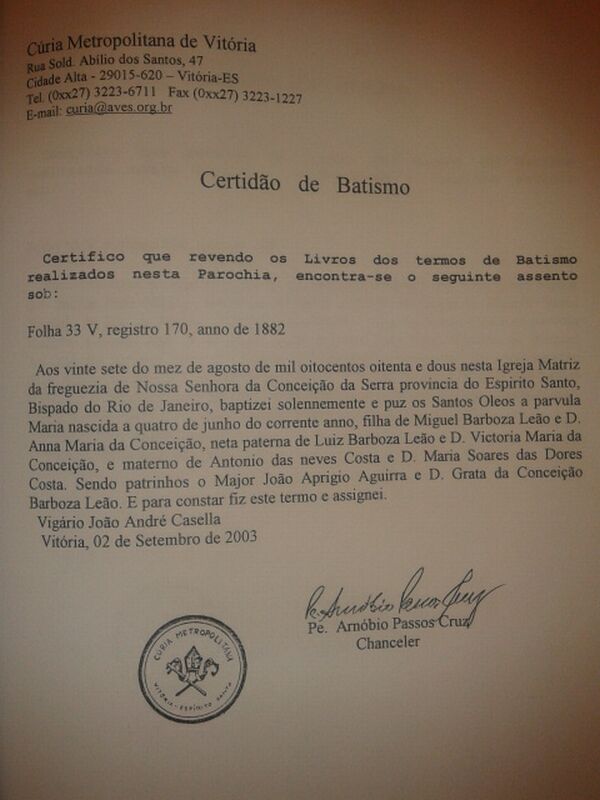 Cúria Metropolitana de Vitória
Rua Sold. Abílio dos Santos, 47
Cidade Alta - 29015-620 – Vitória-ES
Tel. (0xx27) 3223-6711 Fax (0xx27) 3223-1227
E-mail: curia@aves.org.br
Certidão de Batismo
Certifico que revendo os Livros dos termos de Batismo
realizados nesta Parochia, encontra-se o seguinte assento
sob:
Folha 33 V, registro 170, anno de 1882
Aos vinte sete do mez de agosto de mil oitocentos oitenta e dous nesta Igreja Matriz
da freguezia de Nossa Senhora da Conceição da Serra provincia do Espirito Santo,
Bispado do Rio de Janeiro, baptizei solennemente e puz os Santos Oleos a parvula
Maria nascida a quatro de junho do corrente anno, filha de Miguel Barboza Leão e D.
Anna Maria da Conceição, neta paterna de Luiz Barboza Leão e D. Victoria Maria da
Conceição, e materno de Antonio das neves Costa e D. Maria Soares das Dores
Costa. Sendo patrinhos o Major João Aprigio Aguirra e D. Grata da Conceição
Barboza Leão. E para constar fiz este termo e assignei.
Vigário João André Casella
Vitória, 02 de Setembro de 2003
Pe. Arnóbio Passos Cruz
Pe. Arnóbio Passos Cruz
Chanceler
CÚRIA METROPOLITANA
VITÓRIA - ESPÍRITO SANTO